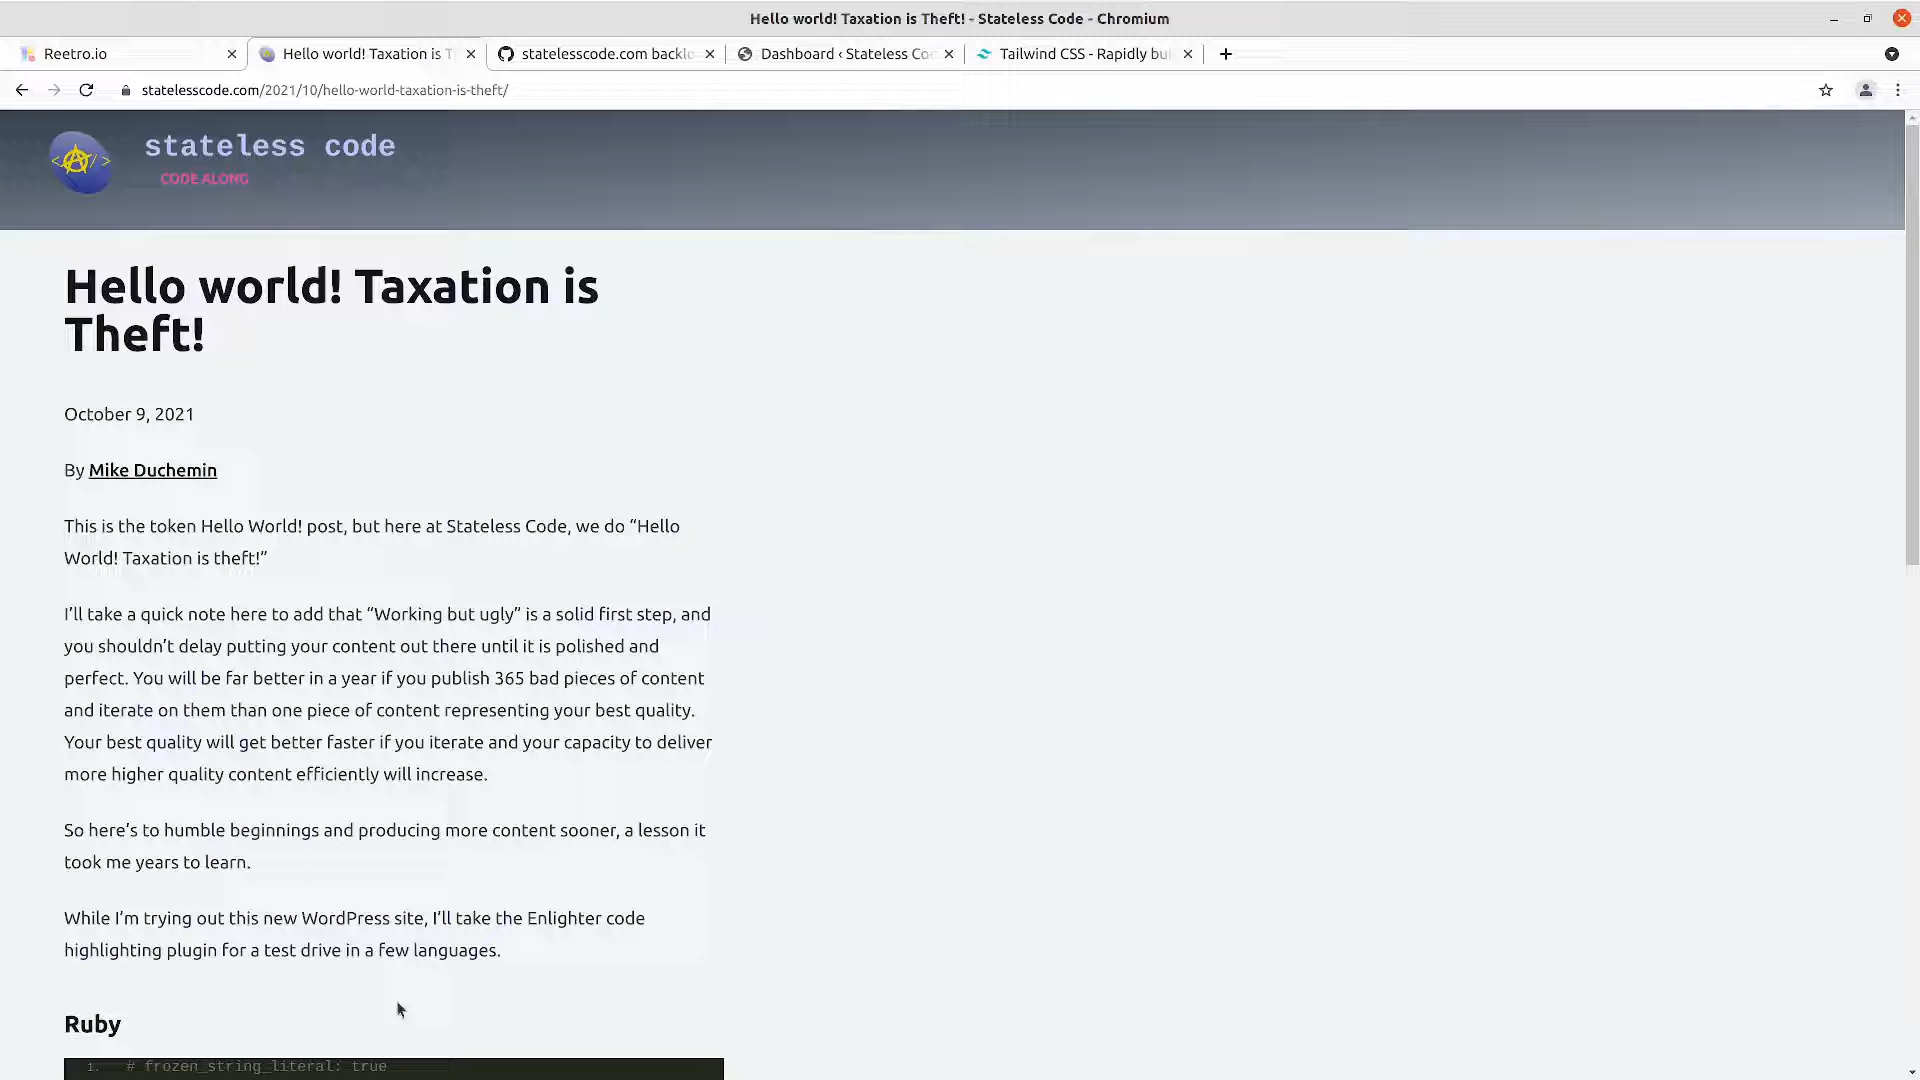 Hello world! Taxation is Theft! - Stateless Code - Chromium
Reetro.io
Hello world! Taxation is T
statelesscode.com backlo
Dashboard ‹ Stateless Co
Tailwind CSS - Rapidly bui
statelesscode.com/2021/10/hello-world-taxation-is-theft/
stateless code
CODE ALONG
Hello world! Taxation is
Theft!
October 9, 2021
By Mike Duchemin
This is the token Hello World! post, but here at Stateless Code, we do “Hello
World! Taxation is theft!”
I’ll take a quick note here to add that “Working but ugly” is a solid first step, and
you shouldn’t delay putting your content out there until it is polished and
perfect. You will be far better in a year if you publish 365 bad pieces of content
and iterate on them than one piece of content representing your best quality.
Your best quality will get better faster if you iterate and your capacity to deliver
more higher quality content efficiently will increase.
So here’s to humble beginnings and producing more content sooner, a lesson it
took me years to learn.
While I’m trying out this new WordPress site, I’ll take the Enlighter code
highlighting plugin for a test drive in a few languages.
Ruby
1. # frozen_string_literal: true